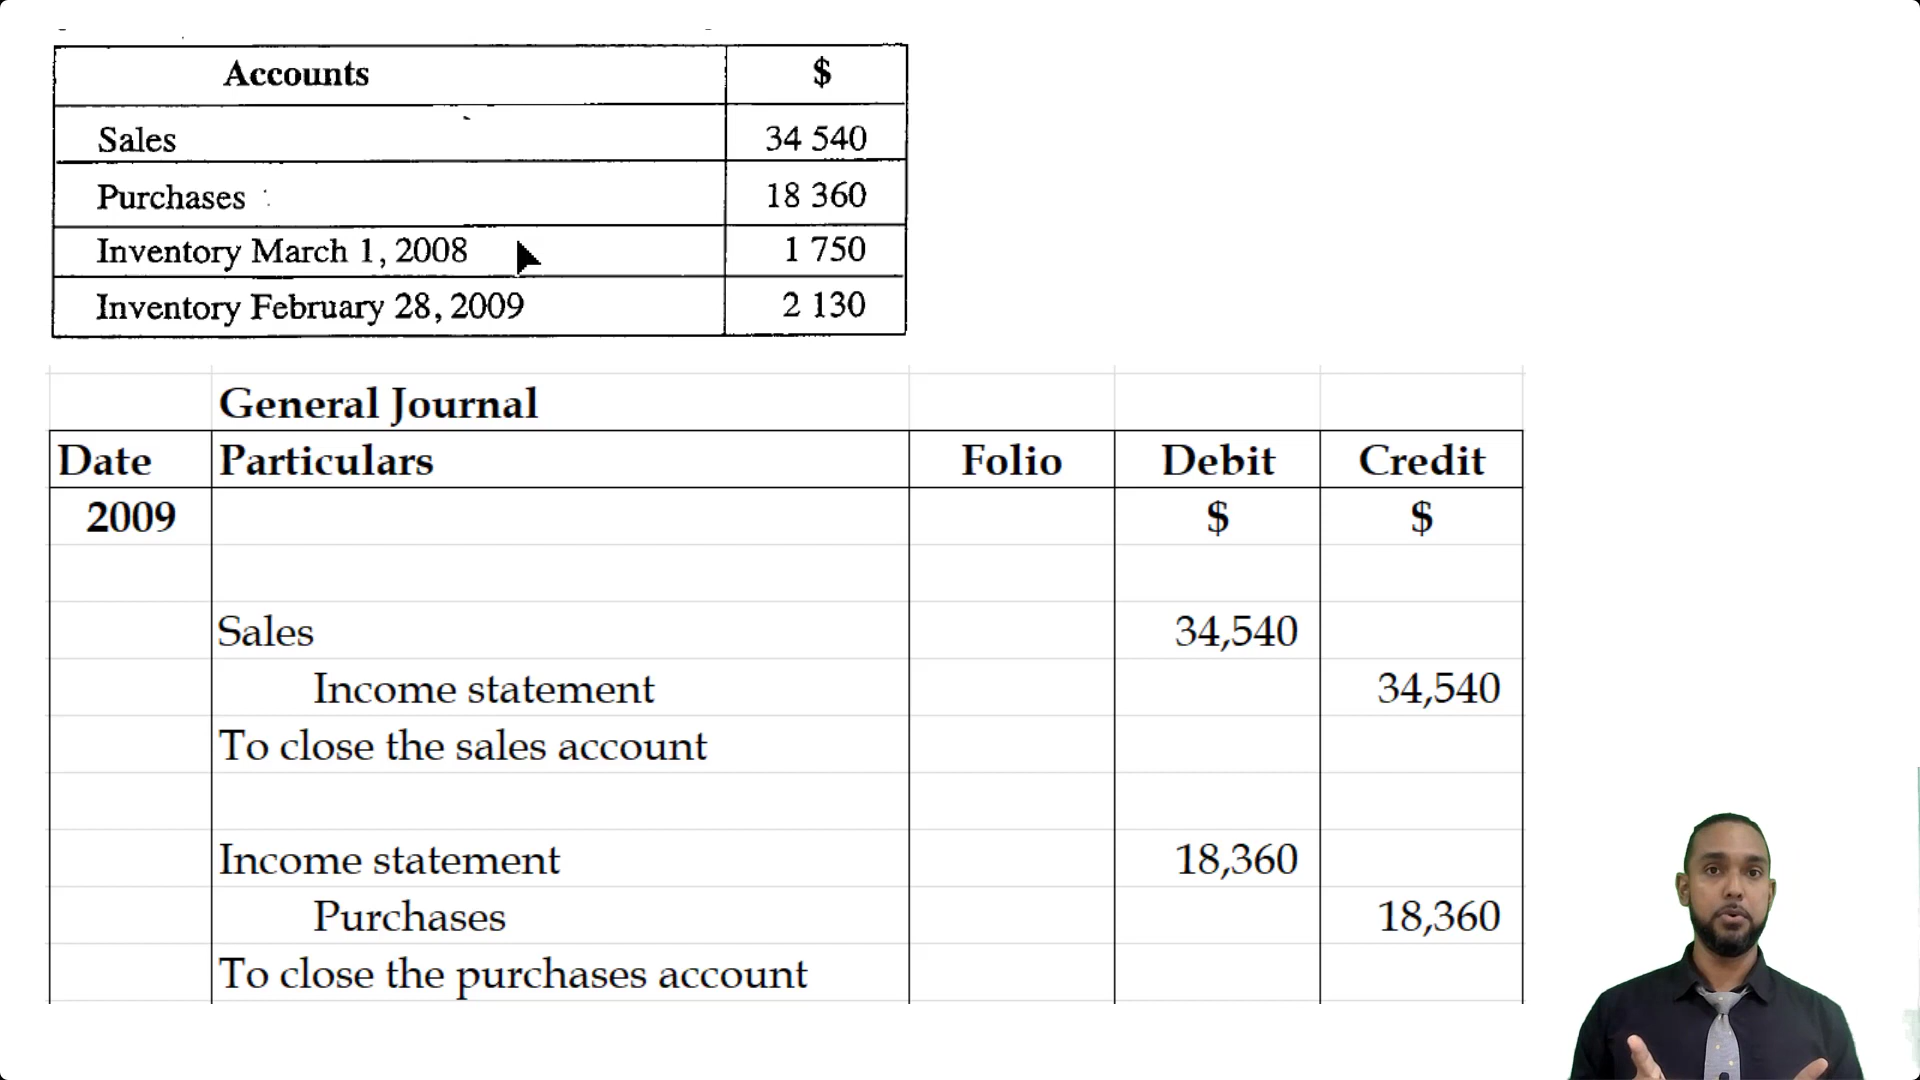 Accounts $
Sales 34 540
Purchases 18 360
Inventory March 1, 2008 1 750
Inventory February 28, 2009 2 130
General Journal
Date Particulars Folio Debit Credit
2009 $ $
Sales 34,540
Income statement 34,540
To close the sales account
Income statement 18,360
Purchases 18,360
To close the purchases account